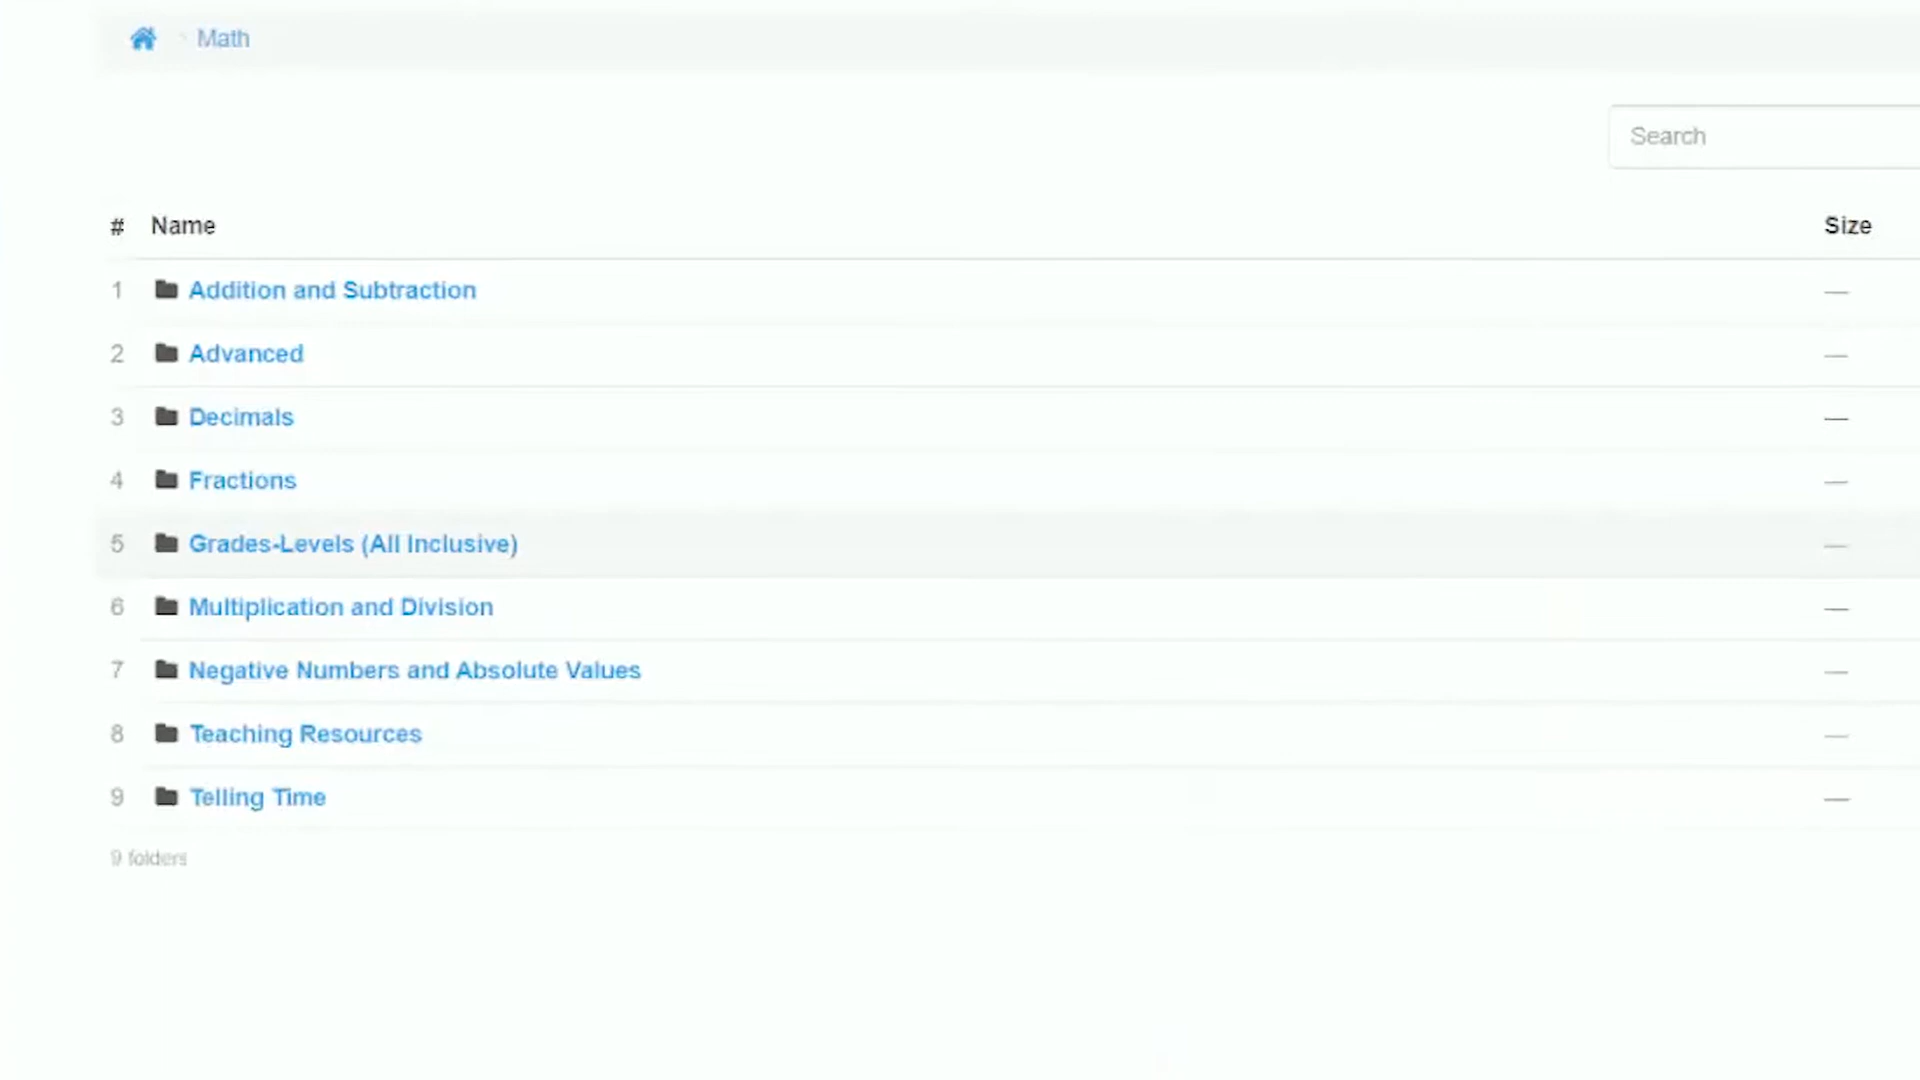 Math
Search
# Name Size
1 Addition and Subtraction —
2 Advanced —
3 Decimals —
4 Fractions —
5 Grades-Levels (All Inclusive) —
6 Multiplication and Division —
7 Negative Numbers and Absolute Values —
8 Teaching Resources —
9 Telling Time —
9 folders